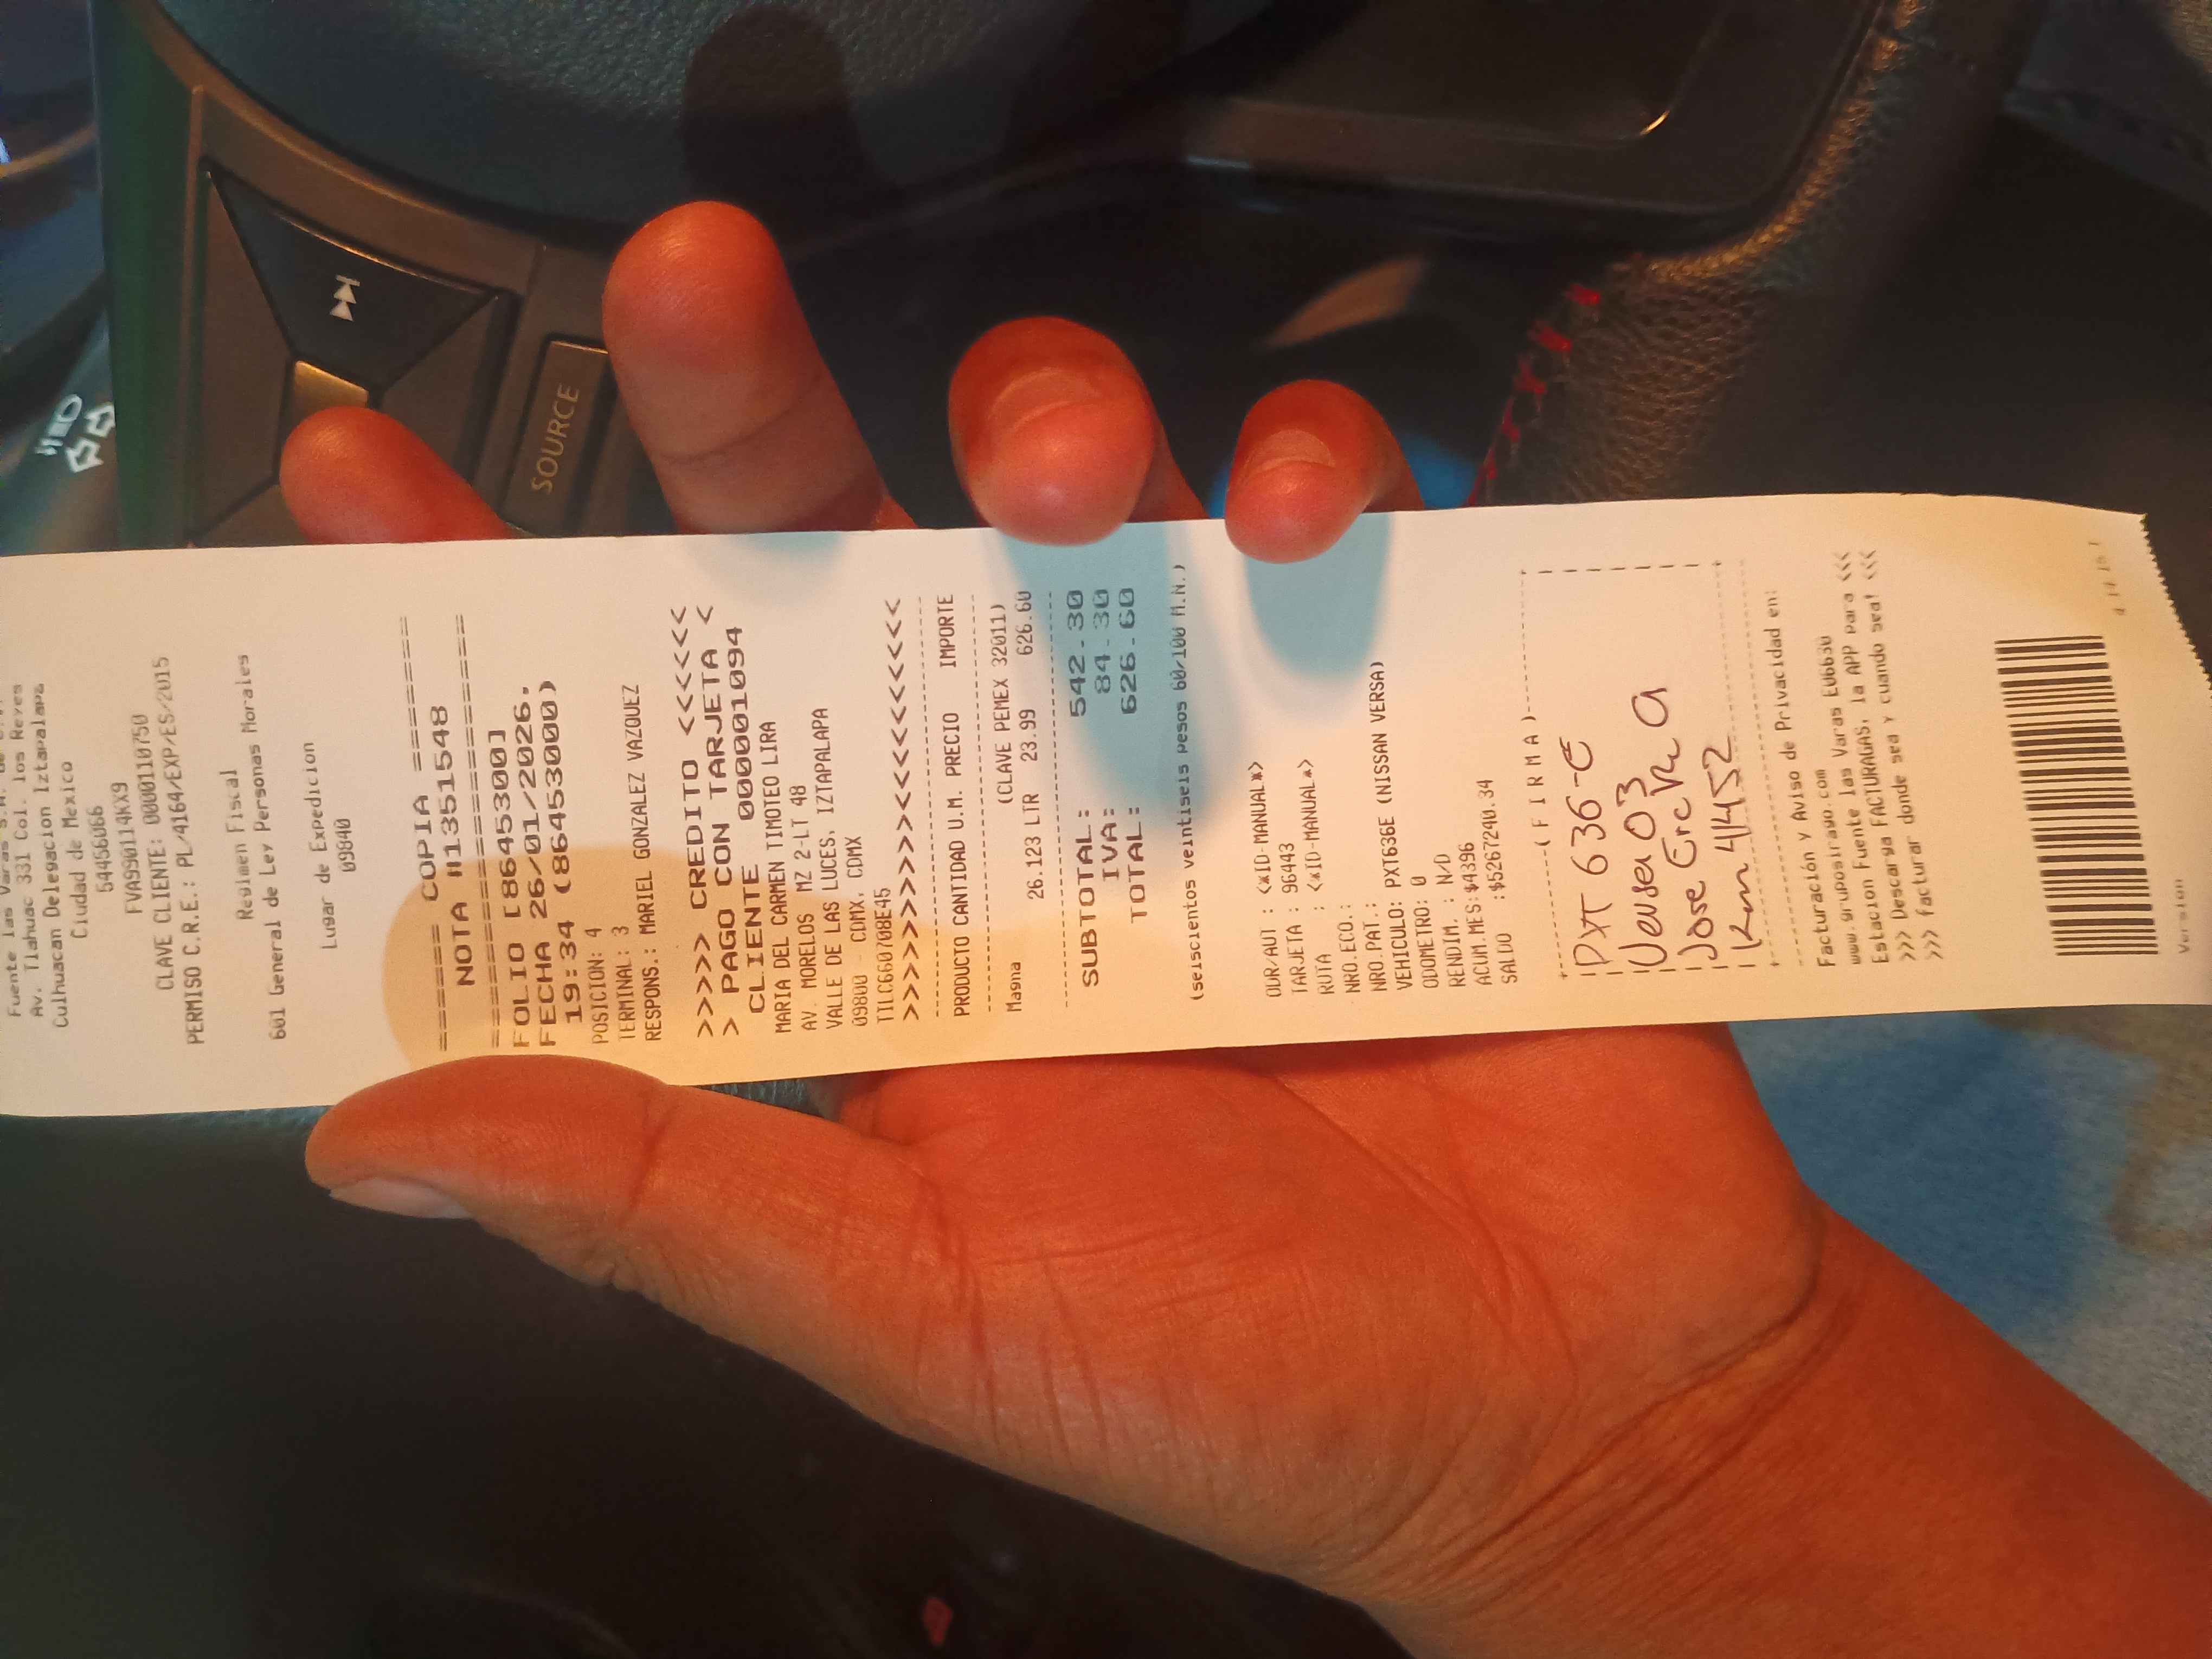 Fuente las Varas S.A. de C.V.
Av. Tlahuac 331 Col. los Reyes
Culhuacan Delegacion Iztapalapa
Ciudad de Mexico
54456066
FVA990114KX9
CLAVE CLIENTE: 0000110750
PERMISO C.R.E.: PL/4164/EXP/ES/2015
Regimen Fiscal
601 General de Ley Personas Morales
Lugar de Expedicion
09840
====== COPIA ======
NOTA #1351548
===================
FOLIO [8645300]
FECHA 26/01/2026.
19:34 (864530000)
POSICION: 4
TERMINAL: 3
RESPONS.: MARIEL GONZALEZ VAZQUEZ
>>>>> CREDITO <<<<<
> PAGO CON TARJETA <
CLIENTE 0000001094
MARIA DEL CARMEN TIMOTEO LIRA
AV. MORELOS MZ 2-LT 48
VALLE DE LAS LUCES, IZTAPALAPA
09800 - CDMX, CDMX
TILC660708E45
>>>>>>>>>><<<<<<<<<<
PRODUCTO CANTIDAD U.M. PRECIO IMPORTE
Magna (CLAVE PEMEX 32011)
26.123 LTR 23.99 626.60
SUBTOTAL: 542.30
IVA: 84.30
TOTAL: 626.60
(seiscientos veintiseis pesos 60/100 M.N.)
OUR/AUT : <*ID-MANUAL*>
TARJETA : 96443
RUTA : <*ID-MANUAL*>
NRO.ECO.:
NRO.PAT.:
VEHICULO: PXT636E (NISSAN VERSA)
ODOMETRO: 0
RENDIM. : N/D
ACUM.MES:$4396
SALDO :$5267240.34
(F I R M A)
PXT 636-E
Versa 03
Jose
Km 41452
Facturación y Aviso de Privacidad en:
www.gruposirago.com
Estacion Fuente las Varas EU6630
>>> Descarga FACTURAGAS, la APP para <<<
>>> facturar donde sea y cuando sea! <<<
Version
SOURCE